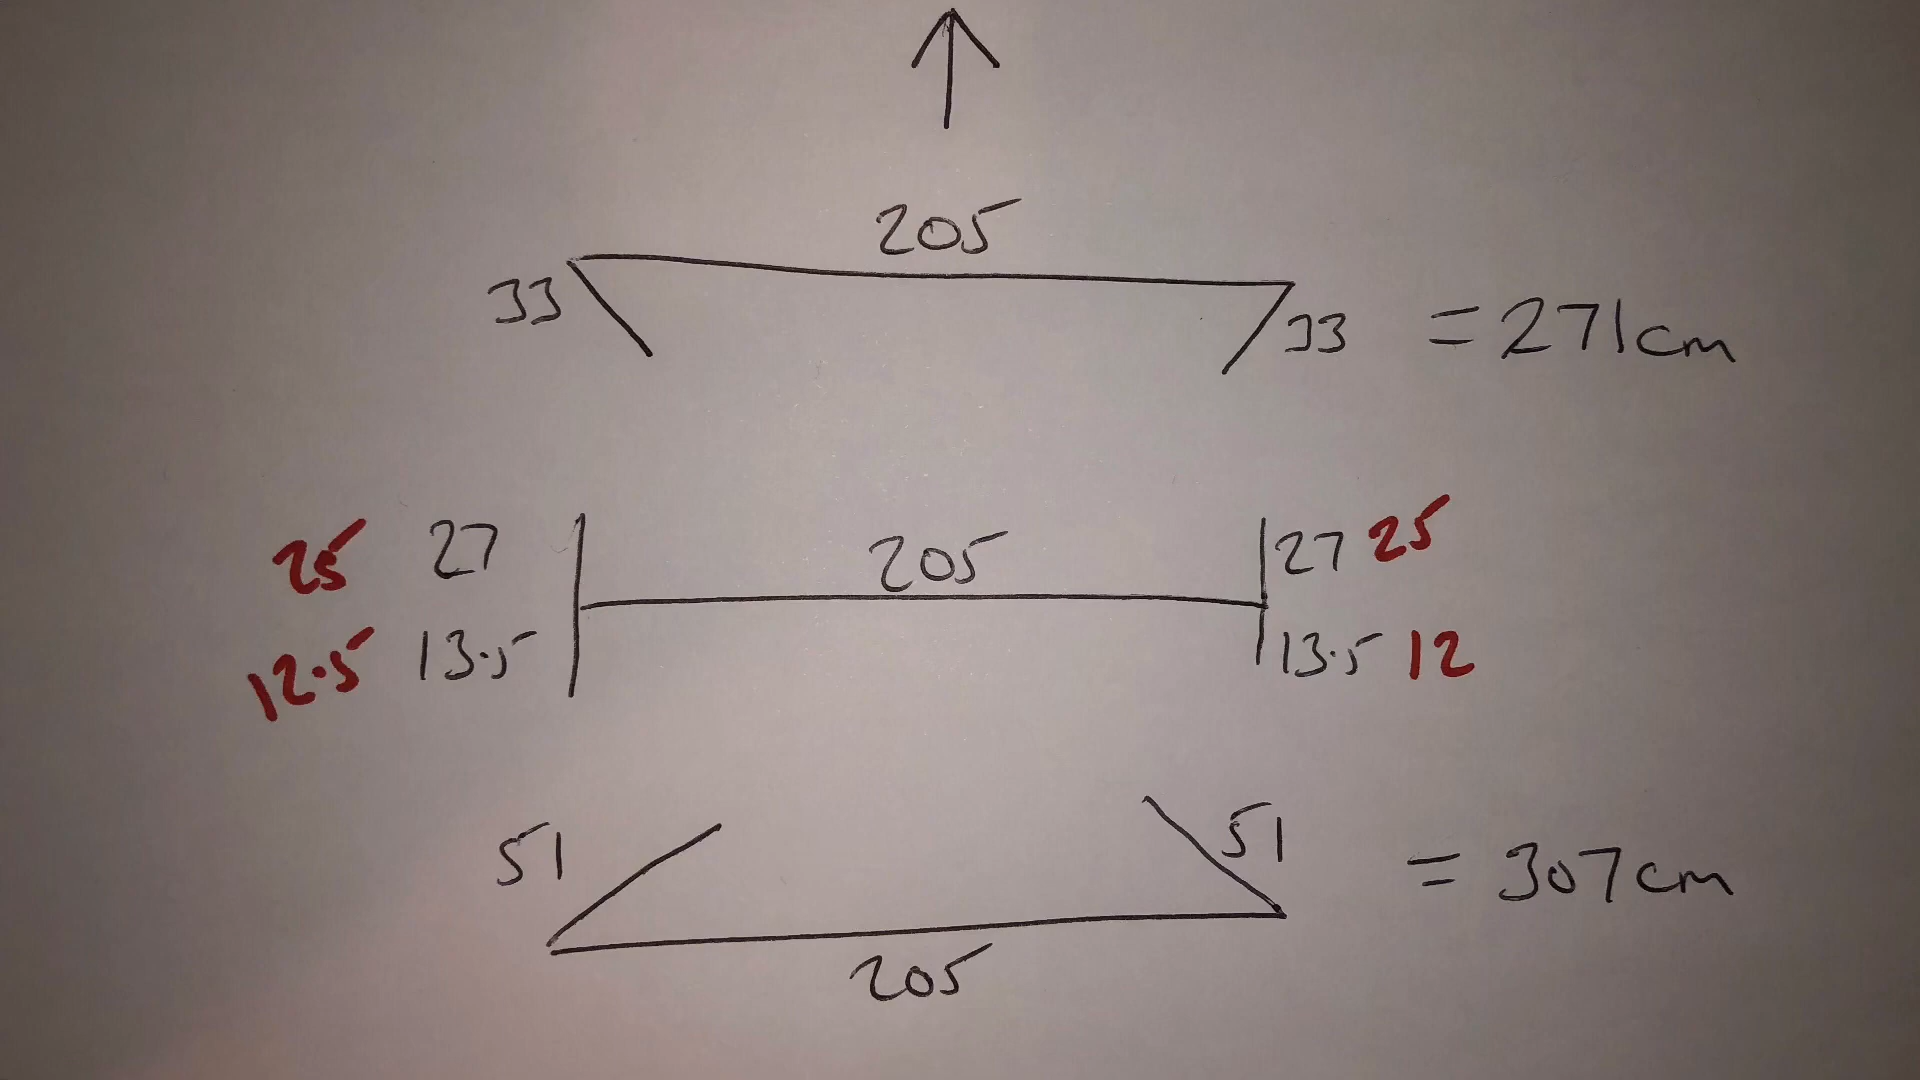 205
33 33 = 271cm
25 27 205 27 25
12.5 13.5 13.5 12
51 51 = 307cm
205